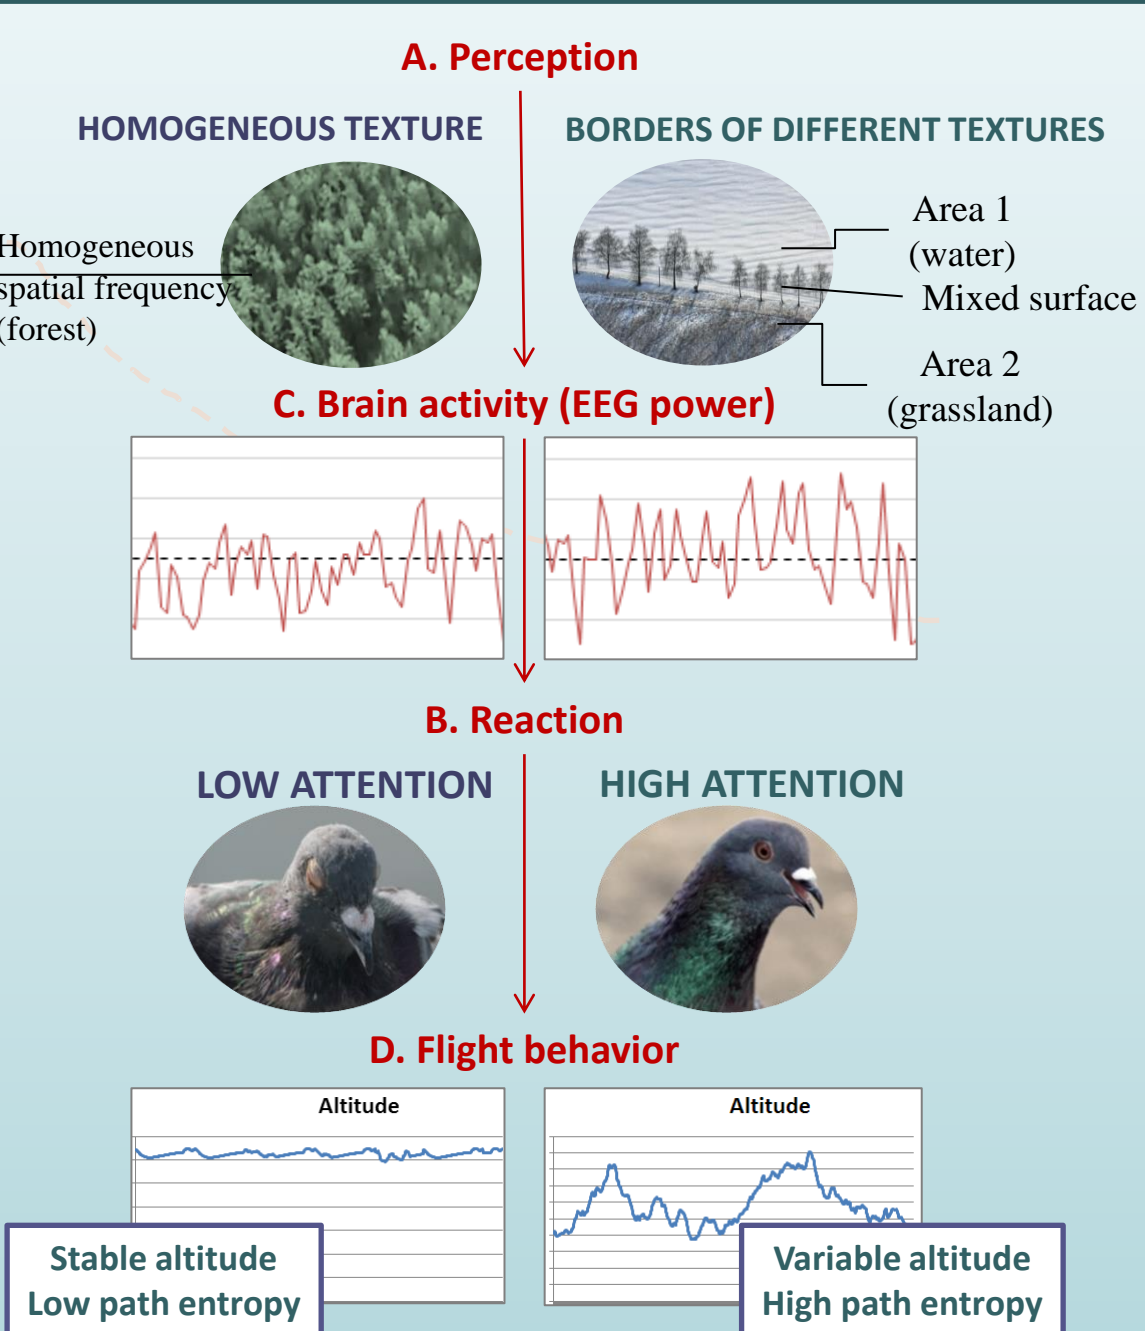 A. Perception
HOMOGENEOUS TEXTURE
BORDERS OF DIFFERENT TEXTURES
Homogeneous
spatial frequency
(forest)
Area 1
(water)
Mixed surface
Area 2
(grassland)
C. Brain activity (EEG power)
B. Reaction
LOW ATTENTION
HIGH ATTENTION
D. Flight behavior
Altitude
Altitude
Stable altitude
Low path entropy
Variable altitude
High path entropy